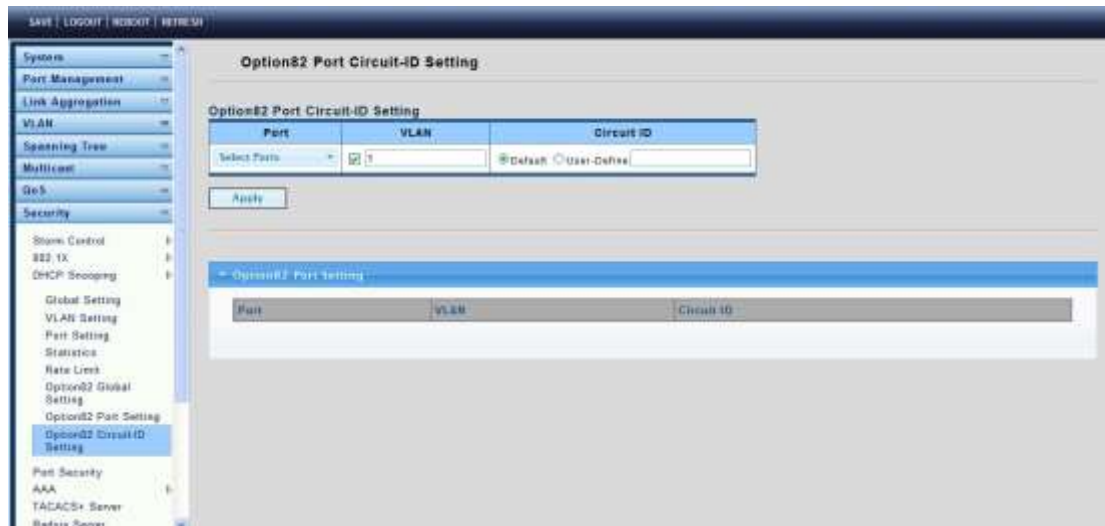 SAVE | LOGOUT | REBOOT | REFRESH
System
Port Management
Link Aggregation
VLAN
Spanning Tree
Multicast
QoS
Security
Storm Control
802.1X
DHCP Snooping
Global Setting
VLAN Setting
Port Setting
Statistics
Rate Limit
Option82 Global
Setting
Option82 Port Setting
Option82 Circuit-ID
Setting
Port Security
AAA
TACACS+ Server
Radius Server
Option82 Port Circuit-ID Setting
Option82 Port Circuit-ID Setting
Port VLAN Circuit ID
Select Ports 1 Default User-Define
Apply
Option82 Port Setting
Port VLAN Circuit ID